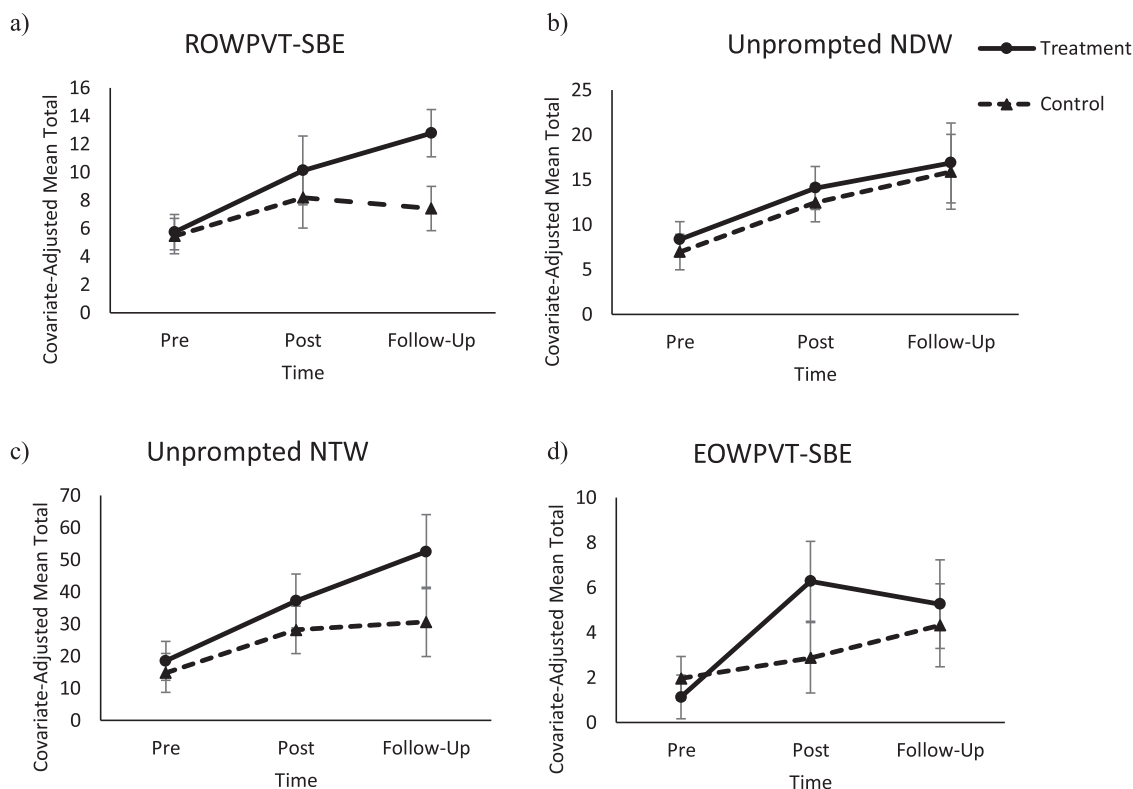 a)
ROWPVT-SBE
Covariate-Adjusted Mean Total
16
14
12
10
8
6
4
2
0
Pre
Post
Follow-Up
Time
b)
Unprompted NDW
Treatment
Control
Covariate-Adjusted Mean Total
25
20
15
10
5
0
Pre
Post
Follow-Up
Time
c)
Unprompted NTW
Covariate-Adjusted Mean Total
70
60
50
40
30
20
10
0
Pre
Post
Follow-Up
Time
d)
EOWPVT-SBE
Covariate-Adjusted Mean Total
10
8
6
4
2
0
Pre
Post
Follow-Up
Time